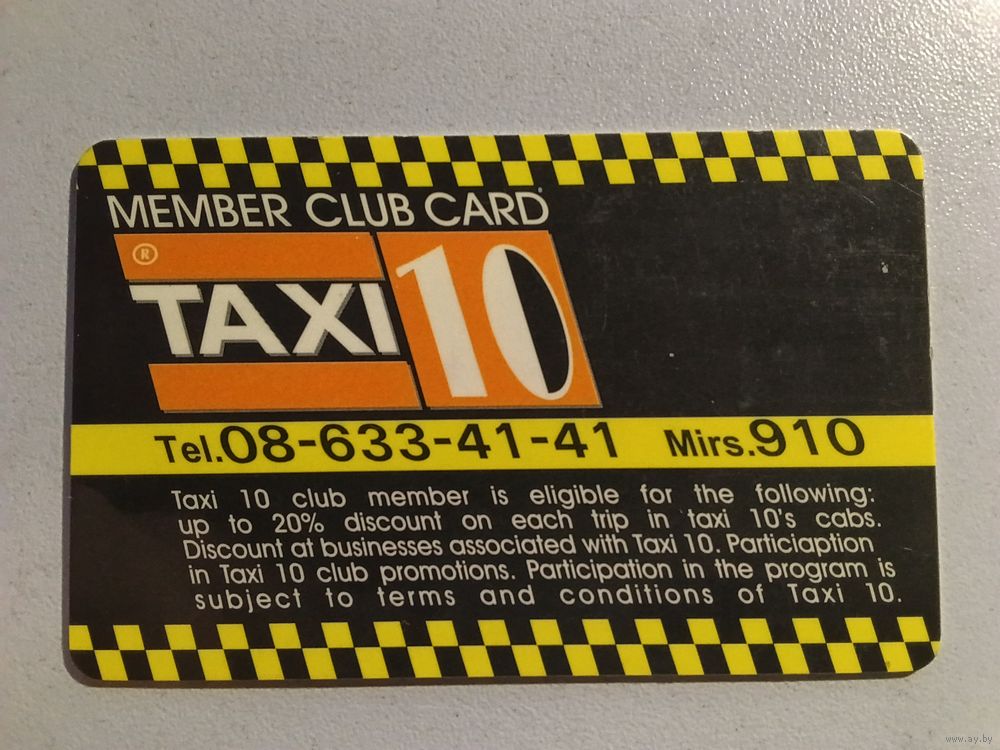 MEMBER CLUB CARD
®
TAXI 10
Tel.08-633-41-41 Mirs.910
Taxi 10 club member is eligible for the following:
up to 20% discount on each trip in taxi 10's cabs.
Discount at businesses associated with Taxi 10. Particiaption
in Taxi 10 club promotions. Participation in the program is
subject to terms and conditions of Taxi 10.
www.ay.by